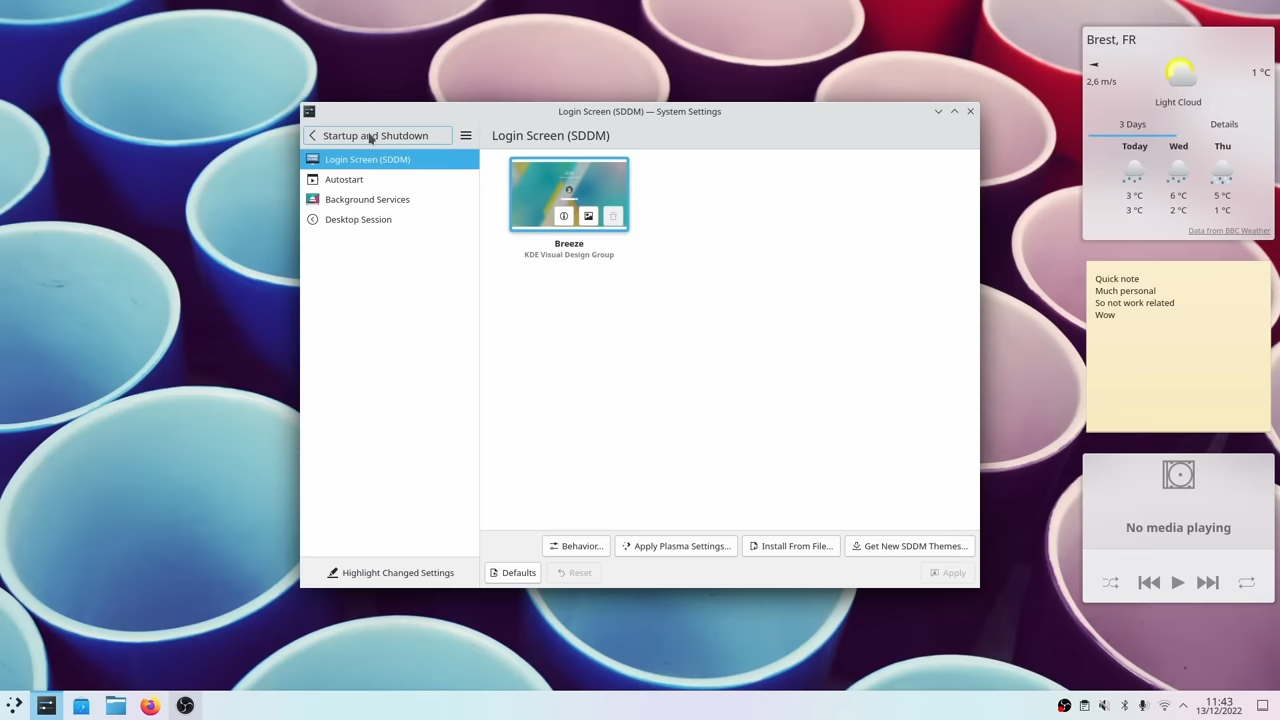 Login Screen (SDDM) — System Settings
Startup and Shutdown
Login Screen (SDDM)
Login Screen (SDDM)
Autostart
Background Services
Desktop Session
Breeze
KDE Visual Design Group
Behavior...
Apply Plasma Settings...
Install From File...
Get New SDDM Themes...
Highlight Changed Settings
Defaults
Reset
Apply
Brest, FR
2,6 m/s
1 °C
Light Cloud
3 Days
Details
Today
Wed
Thu
3 °C
6 °C
5 °C
3 °C
2 °C
1 °C
Data from BBC Weather
Quick note
Much personal
So not work related
Wow
No media playing
11:43
13/12/2022